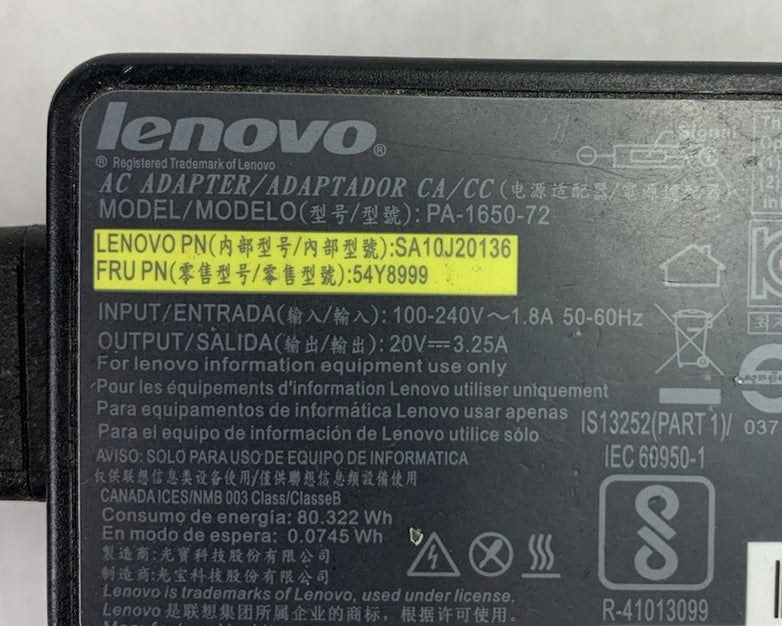 lenovo®
® Registered Trademark of Lenovo
AC ADAPTER/ADAPTADOR CA/CC(电源适配器/電源
MODEL/MODELO(型号/型號): PA-1650-72
LENOVO PN(内部型号/內部型號):SA10J20136
FRU PN(零售型号/零售型號):54Y8999
INPUT/ENTRADA(输入/輸入): 100-240V～1.8A 50-60Hz
OUTPUT/SALIDA(输出/輸出): 20V⎓3.25A
For lenovo information equipment use only
Pour les équipements d'information Lenovo utiliser uniquement
Para equipamentos de informática Lenovo usar apenas
Para el equipo de información de Lenovo utilice sólo
AVISO: SOLO PARA USO DE EQUIPO DE INFORMATICA
仅供联想信息类设备使用/僅供聯想信息類設備使用
CANADA ICES/NMB 003 Class/ClasseB
Consumo de energía: 80.322 Wh
En modo de espera: 0.0745 Wh
製造商:光寶科技股份有限公司
制造商:光宝科技股份有限公司
Lenovo is trademarks of Lenovo, used under license.
Lenovo 是联想集团所属企业的商标，根据许可使用。
IS13252(PART 1)/
IEC 60950-1
R-41013099
037